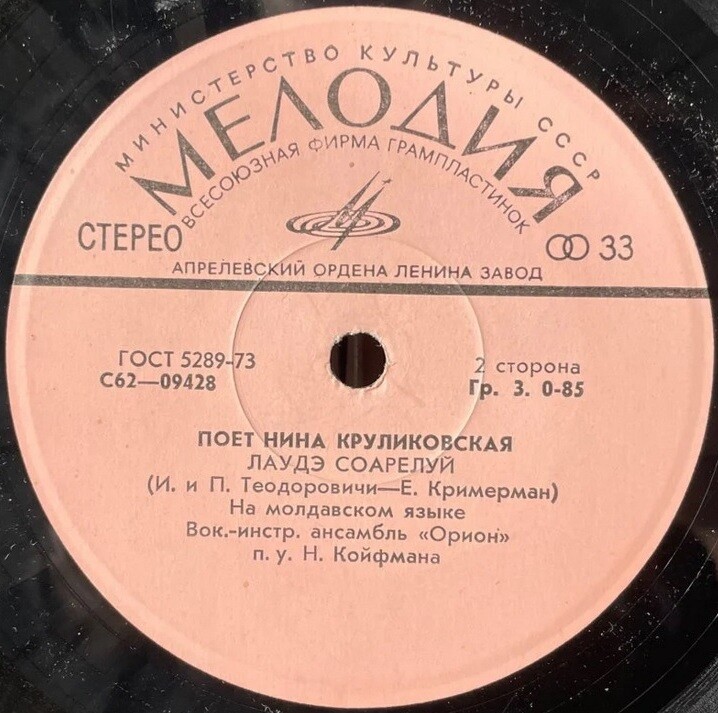 МИНИСТЕРСТВО КУЛЬТУРЫ СССР
МЕЛОДИЯ
ВСЕСОЮЗНАЯ ФИРМА ГРАМПЛАСТИНОК
СТЕРЕО
33
АПРЕЛЕВСКИЙ ОРДЕНА ЛЕНИНА ЗАВОД
ГОСТ 5289-73
С62—09428
2 сторона
Гр. 3. 0-85
ПОЕТ НИНА КРУЛИКОВСКАЯ
ЛАУДЭ СОАРЕЛУЙ
(И. и П. Теодоровичи—Е. Кримерман)
На молдавском языке
Вок.-инстр. ансамбль «Орион»
п. у. Н. Койфмана